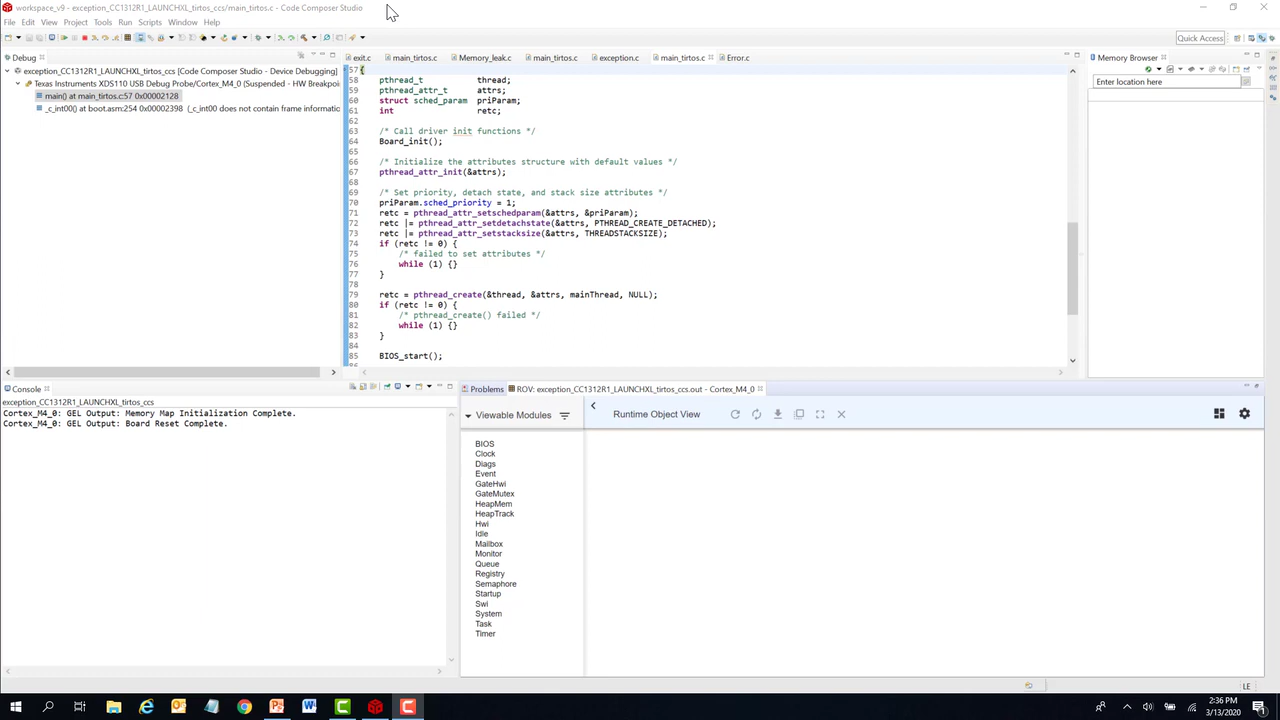 workspace_v9 - exception_CC1312R1_LAUNCHXL_tirtos_ccs/main_tirtos.c - Code Composer Studio
File Edit View Project Tools Run Scripts Window Help
Quick Access
Debug
exception_CC1312R1_LAUNCHXL_tirtos_ccs [Code Composer Studio - Device Debugging]
Texas Instruments XDS110 USB Debug Probe/Cortex_M4_0 (Suspended - HW Breakpoi
main() at main_tirtos.c:57 0x00002128
_c_int00() at boot.asm:254 0x00002398 (_c_int00 does not contain frame informatio
exit.c main_tirtos.c Memory_leak.c main_tirtos.c exception.c main_tirtos.c Error.c
57 {
58 pthread_t thread;
59 pthread_attr_t attrs;
60 struct sched_param priParam;
61 int retc;
62
63 /* Call driver init functions */
64 Board_init();
65
66 /* Initialize the attributes structure with default values */
67 pthread_attr_init(&attrs);
68
69 /* Set priority, detach state, and stack size attributes */
70 priParam.sched_priority = 1;
71 retc = pthread_attr_setschedparam(&attrs, &priParam);
72 retc |= pthread_attr_setdetachstate(&attrs, PTHREAD_CREATE_DETACHED);
73 retc |= pthread_attr_setstacksize(&attrs, THREADSTACKSIZE);
74 if (retc != 0) {
75 /* failed to set attributes */
76 while (1) {}
77 }
78
79 retc = pthread_create(&thread, &attrs, mainThread, NULL);
80 if (retc != 0) {
81 /* pthread_create() failed */
82 while (1) {}
83 }
84
85 BIOS_start();
Memory Browser
Enter location here
Console
exception_CC1312R1_LAUNCHXL_tirtos_ccs
Cortex_M4_0: GEL Output: Memory Map Initialization Complete.
Cortex_M4_0: GEL Output: Board Reset Complete.
Problems ROV: exception_CC1312R1_LAUNCHXL_tirtos_ccs.out - Cortex_M4_0
Viewable Modules
Runtime Object View
BIOS
Clock
Diags
Event
GateHwi
GateMutex
HeapMem
HeapTrack
Hwi
Idle
Mailbox
Monitor
Queue
Registry
Semaphore
Startup
Swi
System
Task
Timer
LE
2:36 PM
3/13/2020